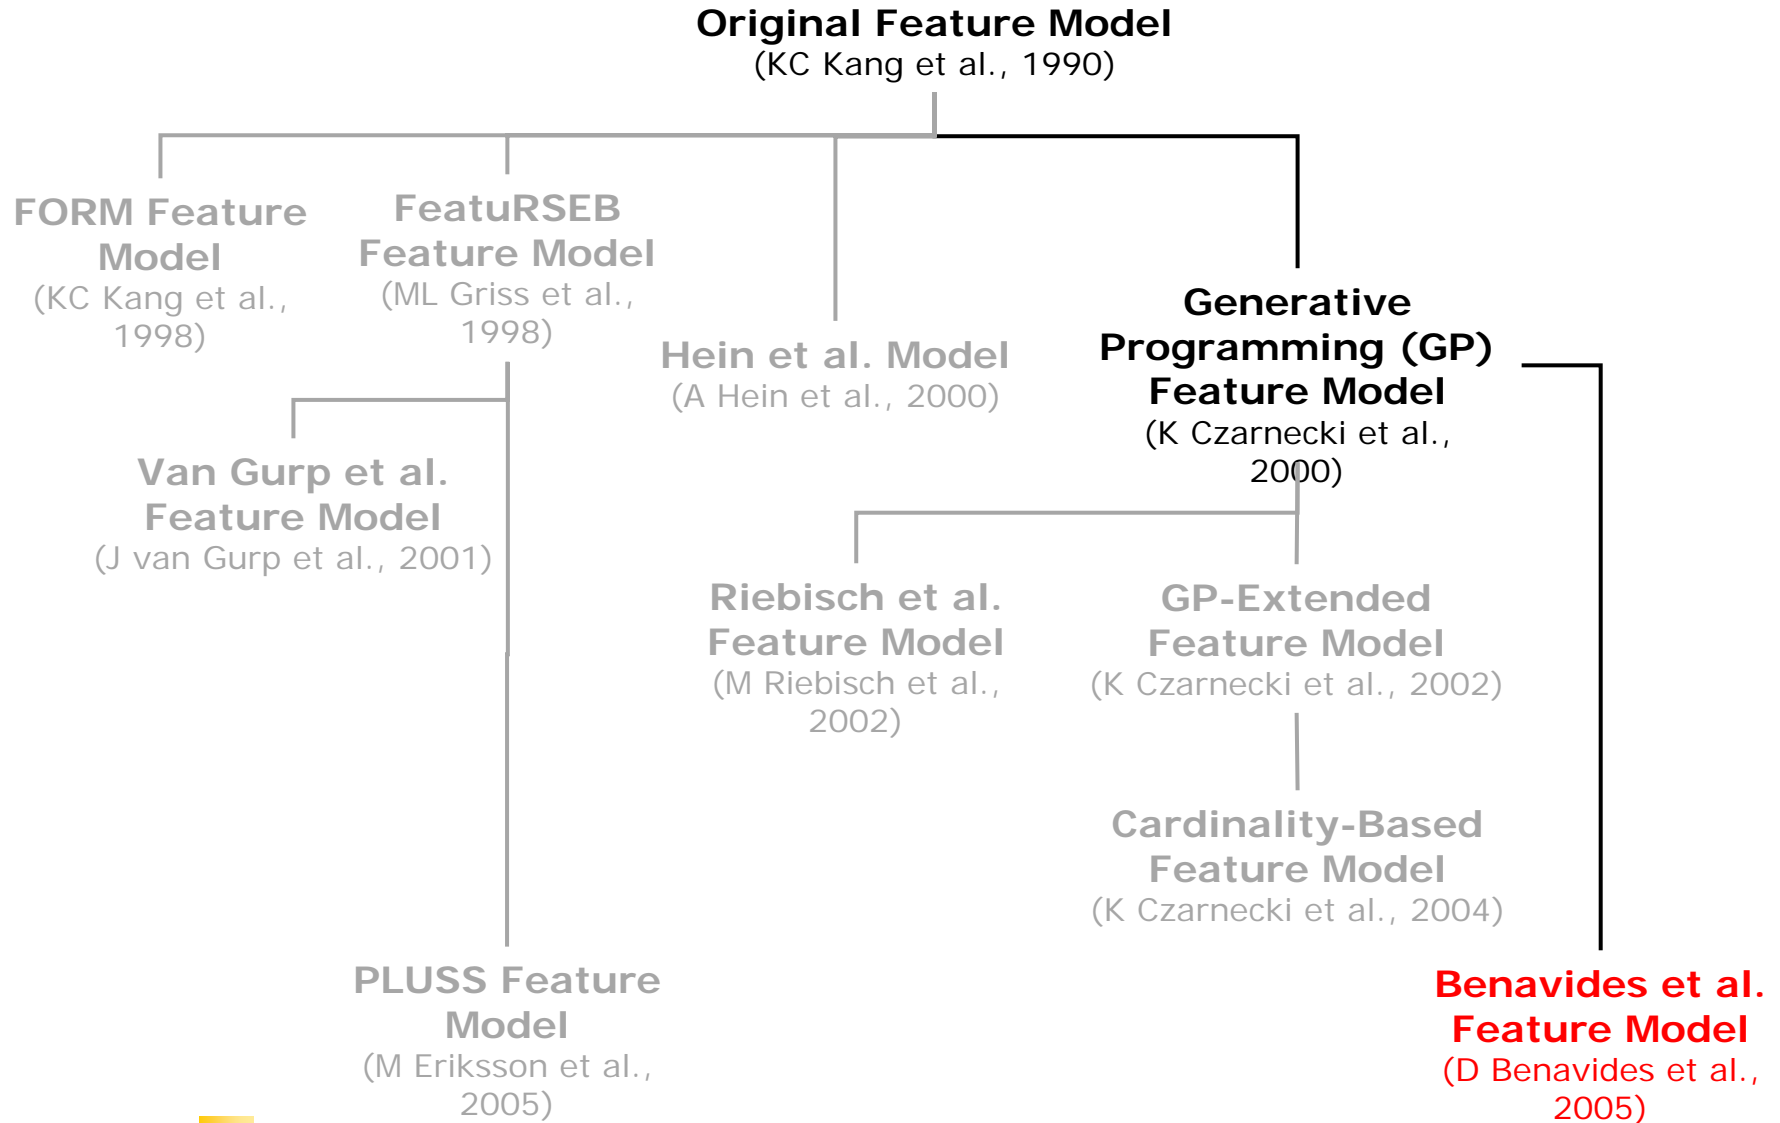 Original Feature Model
(KC Kang et al., 1990)
FORM Feature
Model
(KC Kang et al.,
1998)
FeatuRSEB
Feature Model
(ML Griss et al.,
1998)
Hein et al. Model
(A Hein et al., 2000)
Generative
Programming (GP)
Feature Model
(K Czarnecki et al.,
2000)
Van Gurp et al.
Feature Model
(J van Gurp et al., 2001)
Riebisch et al.
Feature Model
(M Riebisch et al.,
2002)
GP-Extended
Feature Model
(K Czarnecki et al., 2002)
Cardinality-Based
Feature Model
(K Czarnecki et al., 2004)
PLUSS Feature
Model
(M Eriksson et al.,
2005)
Benavides et al.
Feature Model
(D Benavides et al.,
2005)